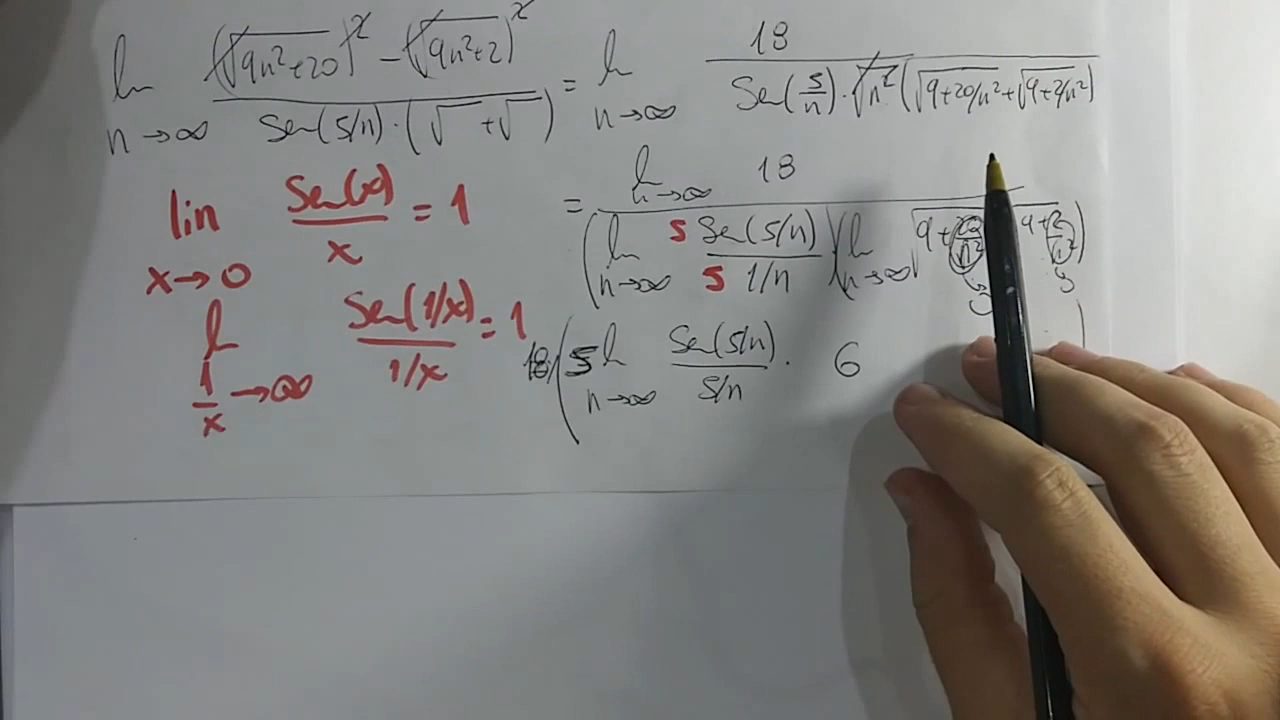 lim n→∞ (√9n²+20)² − (√9n²+2)² / Sen(5/n)·(√ + √) = lim n→∞ 18 / Sen(5/n)·√n²(√9+20/n² + √9+2/n²)
= lim n→∞ 18 / (lim n→∞ 5 Sen(5/n) / 5 1/n)(lim n→∞ √9+20/n² √9+2/n²)
→0 →0
lim x→0 Sen(x)/x = 1
lim 1/x→∞ Sen(1/x)/1/x = 1
18/(5 lim n→∞ Sen(5/n)/5/n · 6)